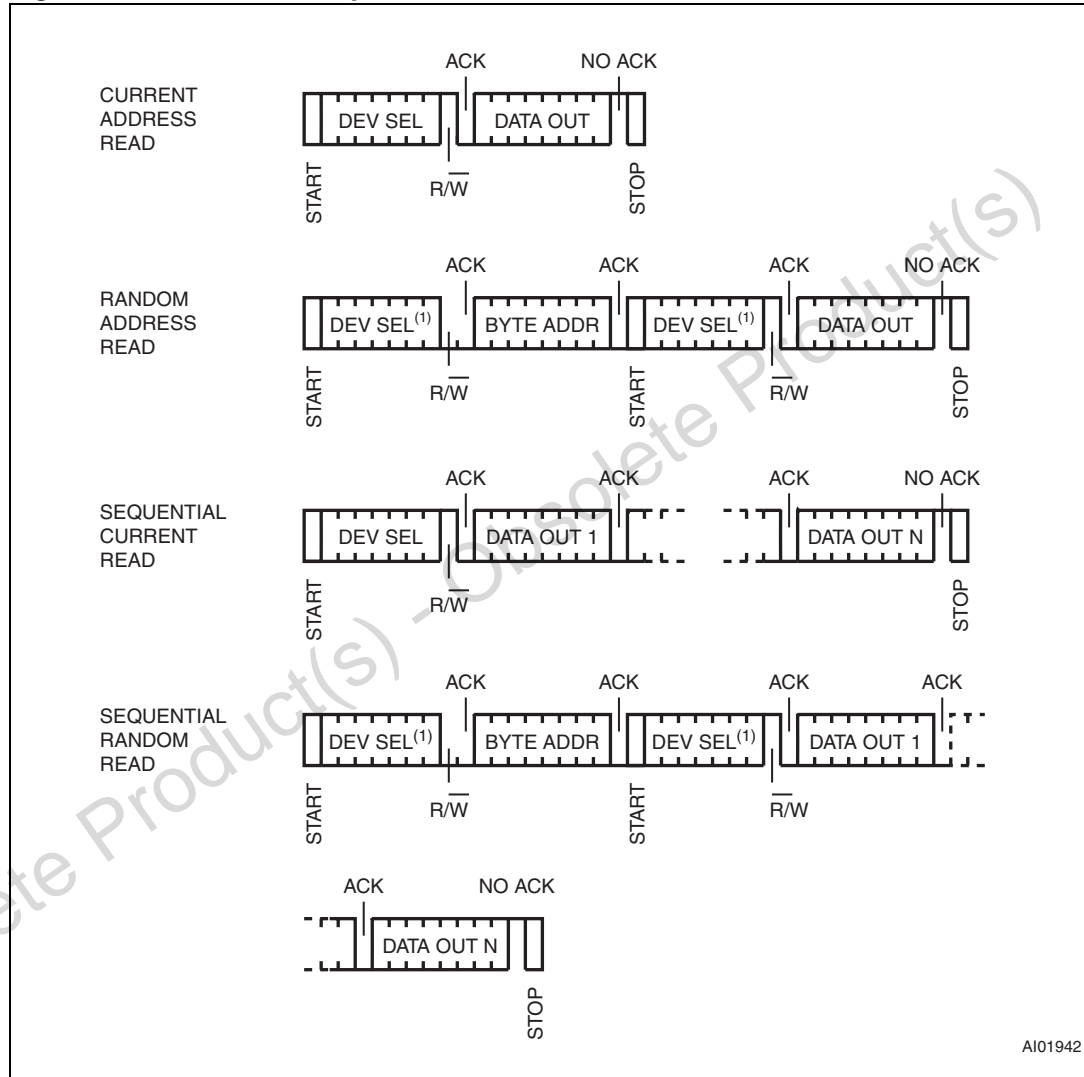 ACK NO ACK
CURRENT
ADDRESS
READ
DEV SEL DATA OUT
START R/W STOP
ACK ACK ACK NO ACK
RANDOM
ADDRESS
READ
DEV SEL(1) BYTE ADDR DEV SEL(1) DATA OUT
START R/W START R/W STOP
ACK ACK ACK NO ACK
SEQUENTIAL
CURRENT
READ
DEV SEL DATA OUT 1 DATA OUT N
START R/W STOP
ACK ACK ACK ACK
SEQUENTIAL
RANDOM
READ
DEV SEL(1) BYTE ADDR DEV SEL(1) DATA OUT 1
START R/W START R/W
ACK NO ACK
DATA OUT N
STOP
AI01942
Product(s) - Obsolete Product(s)